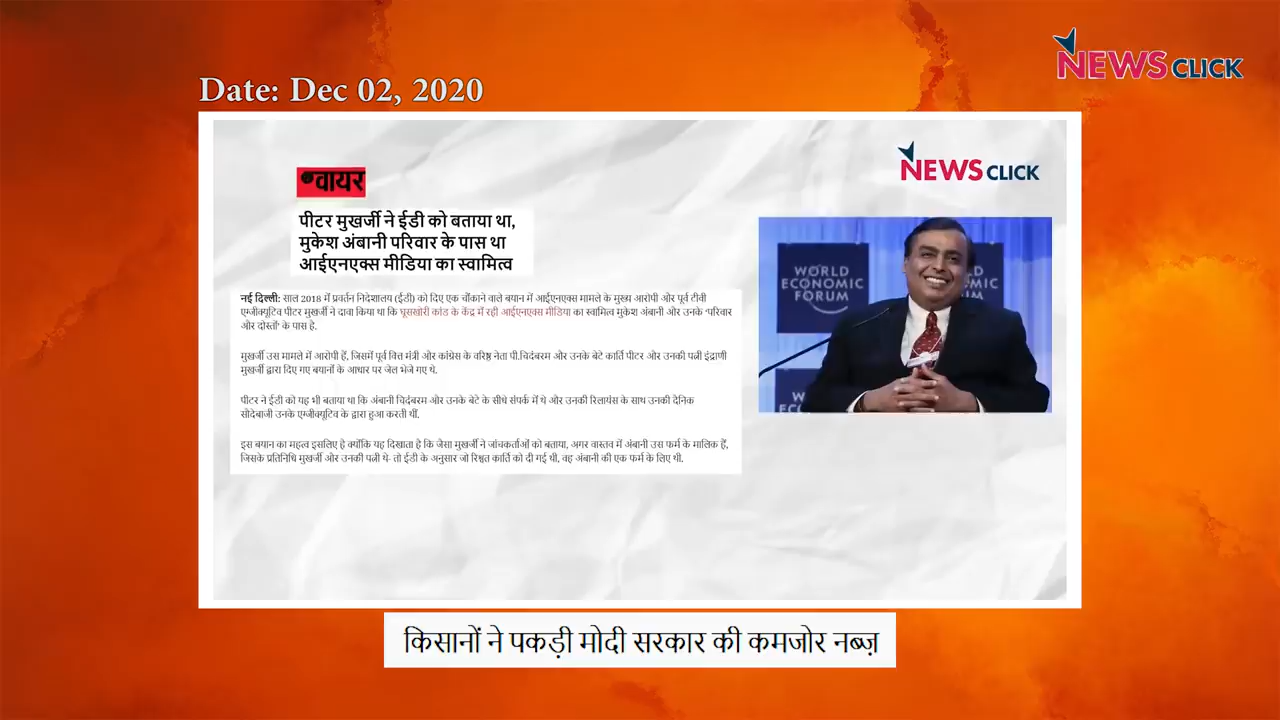 NEWS CLICK
Date: Dec 02, 2020
NEWS CLICK
वायर
पीटर मुखर्जी ने ईडी को बताया था,
मुकेश अंबानी परिवार के पास था
आईएनएक्स मीडिया का स्वामित्व
WORLD
ECONOMIC
FORUM
नई दिल्ली: साल 2018 में प्रवर्तन निदेशालय (ईडी) को दिए एक चौंकाने वाले बयान में आईएनएक्स मामले के मुख्य आरोपी और पूर्व टीवी
एग्जीक्यूटिव पीटर मुखर्जी ने दावा किया था कि घूसखोरी कांड के केंद्र में रही आईएनएक्स मीडिया का स्वामित्व मुकेश अंबानी और उनके 'परिवार
और दोस्तों' के पास है.
मुखर्जी उस मामले में आरोपी हैं, जिसमें पूर्व वित्त मंत्री और कांग्रेस के वरिष्ठ नेता पी.चिदंबरम और उनके बेटे कार्ति पीटर और उनकी पत्नी इंद्राणी
मुखर्जी द्वारा दिए गए बयानों के आधार पर जेल भेजे गए थे.
पीटर ने ईडी को यह भी बताया था कि अंबानी चिदंबरम और उनके बेटे के सीधे संपर्क में थे और उनकी रिलायंस के साथ उनकी दैनिक
सौदेबाजी उनके एग्जीक्यूटिव के द्वारा हुआ करती थीं.
इस बयान का महत्व इसलिए है क्योंकि यह दिखाता है कि जैसा मुखर्जी ने जांचकर्ताओं को बताया, अगर वास्तव में अंबानी उस फर्म के मालिक हैं,
जिसके प्रतिनिधि मुखर्जी और उनकी पत्नी थे- तो ईडी के अनुसार जो रिश्वत कार्ति को दी गई थी, वह अंबानी की एक फर्म के लिए थी.
किसानों ने पकड़ी मोदी सरकार की कमजोर नब्ज़